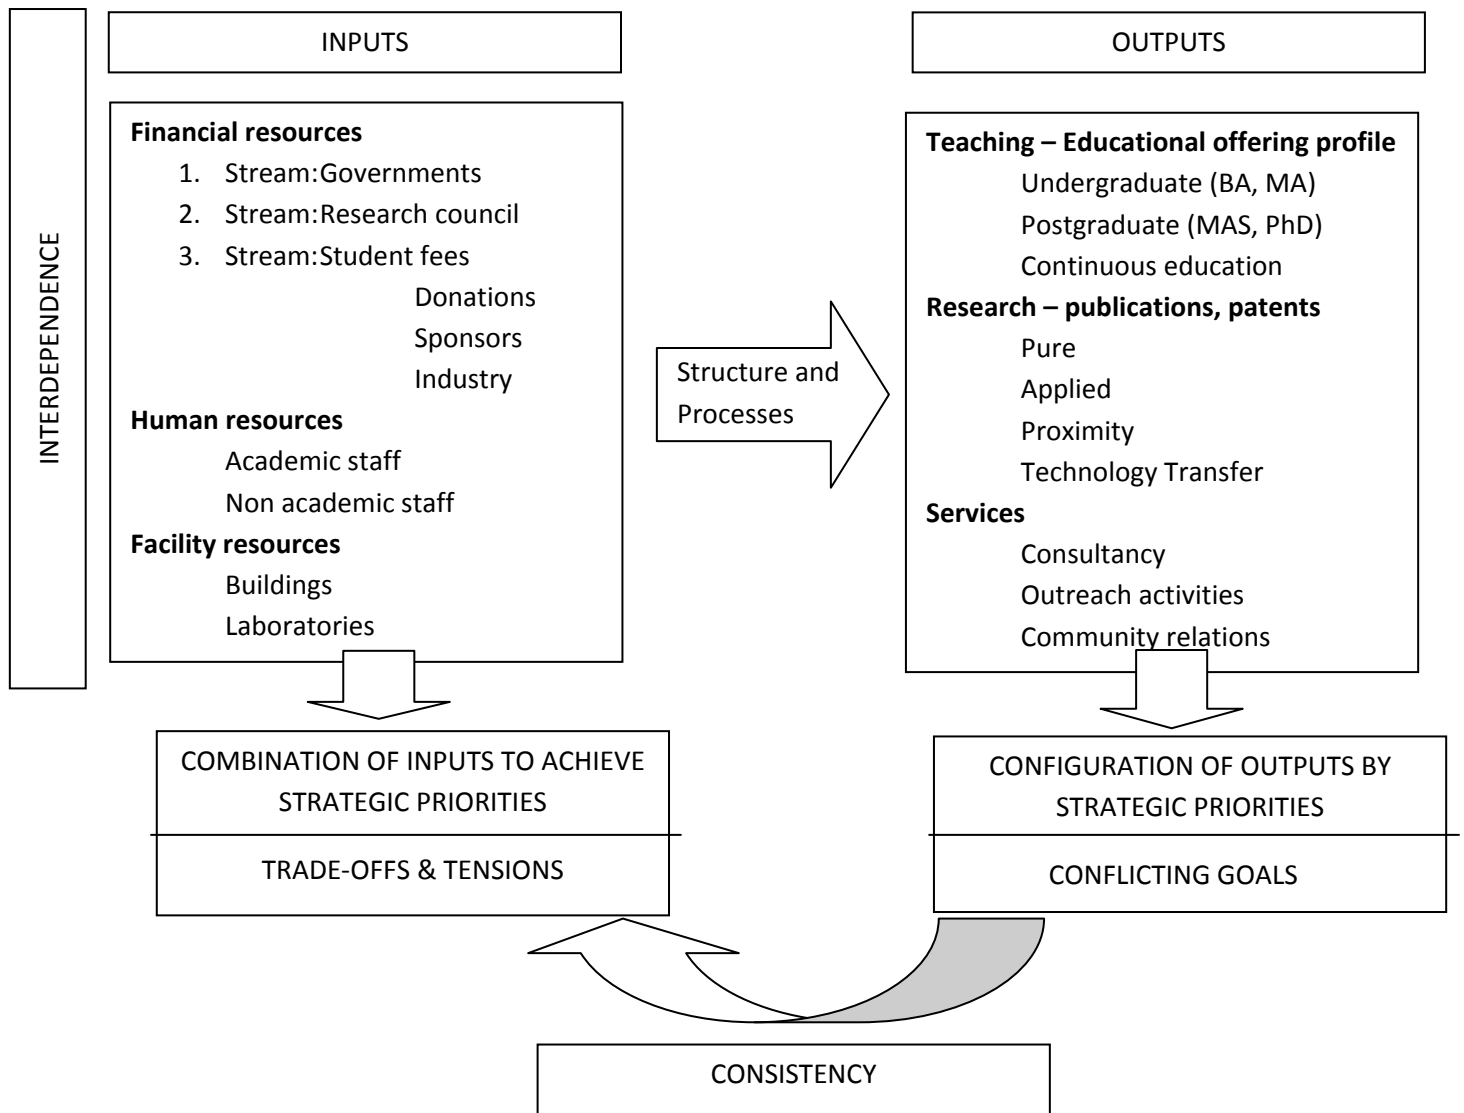 INTERDEPENDENCE
INPUTS
Financial resources
1. Stream:Governments
2. Stream:Research council
3. Stream:Student fees
Donations
Sponsors
Industry
Human resources
Academic staff
Non academic staff
Facility resources
Buildings
Laboratories
Structure and
Processes
OUTPUTS
Teaching – Educational offering profile
Undergraduate (BA, MA)
Postgraduate (MAS, PhD)
Continuous education
Research – publications, patents
Pure
Applied
Proximity
Technology Transfer
Services
Consultancy
Outreach activities
Community relations
COMBINATION OF INPUTS TO ACHIEVE
STRATEGIC PRIORITIES
TRADE-OFFS & TENSIONS
CONFIGURATION OF OUTPUTS BY
STRATEGIC PRIORITIES
CONFLICTING GOALS
CONSISTENCY